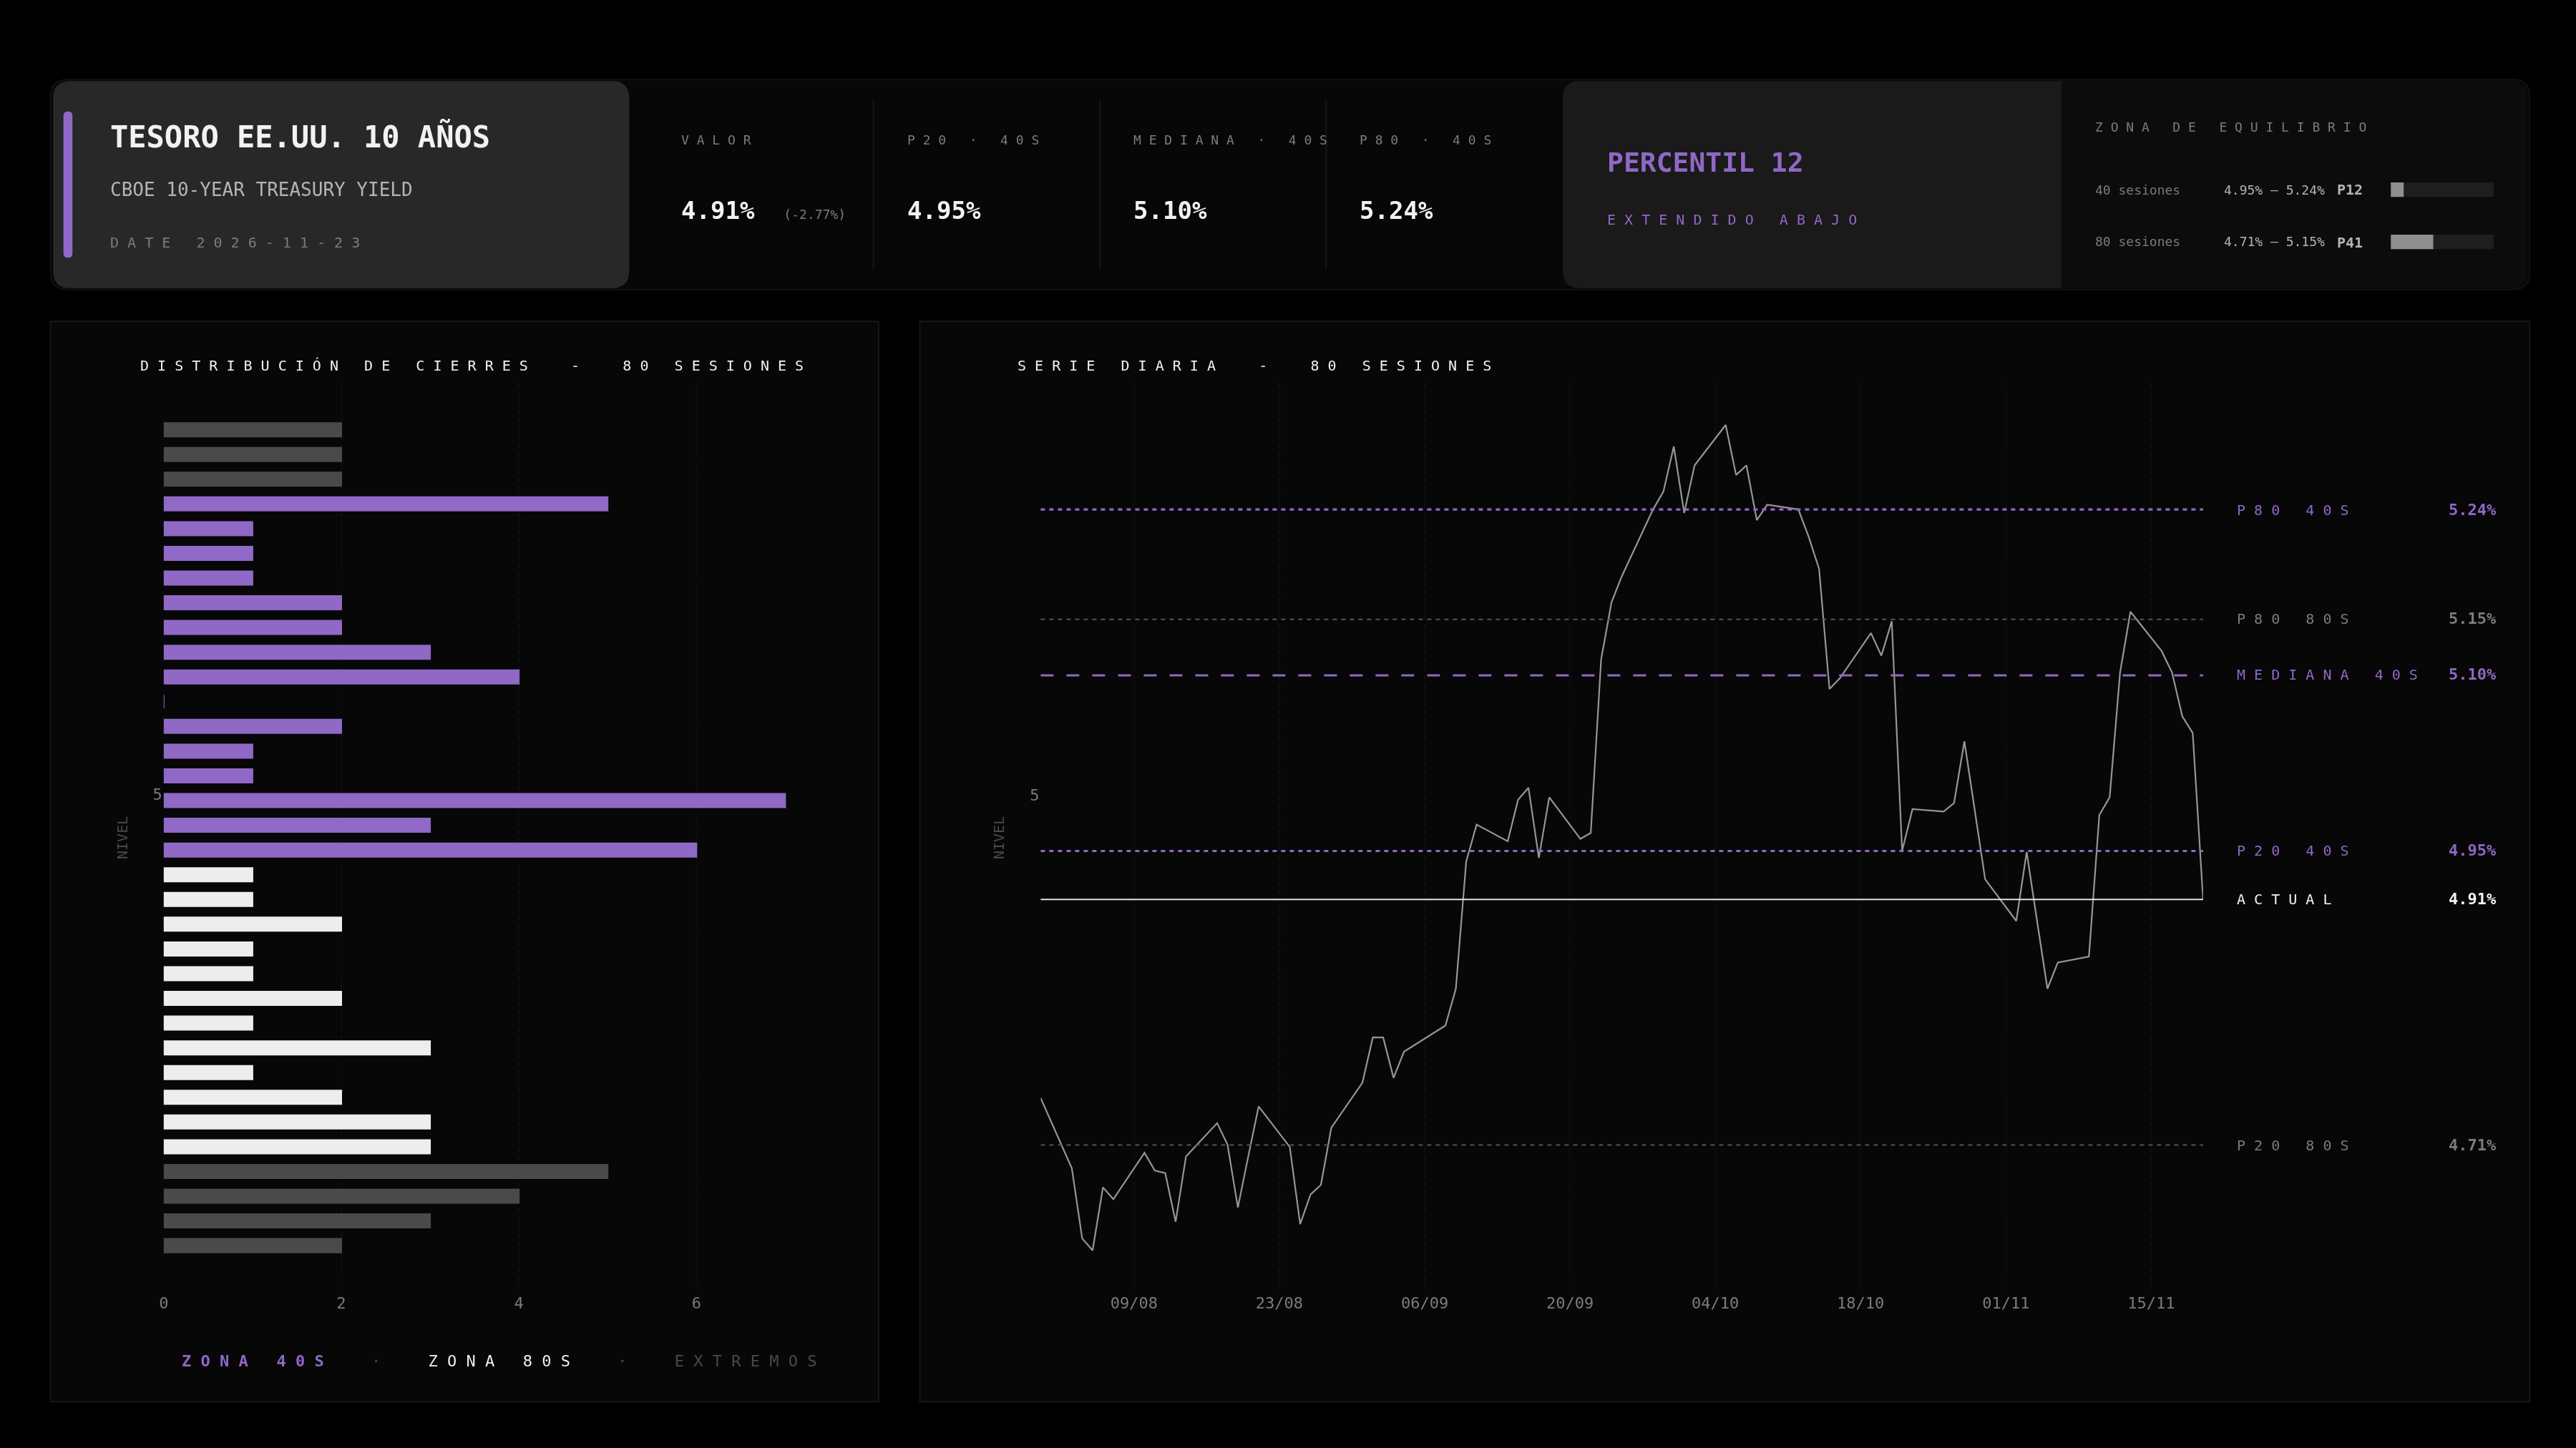 TESORO EE.UU. 10 AÑOS
CBOE 10-YEAR TREASURY YIELD
DATE 2026-11-23
VALOR
4.91% (-2.77%)
P20 · 40S
4.95%
MEDIANA · 40S
5.10%
P80 · 40S
5.24%
PERCENTIL 12
EXTENDIDO ABAJO
ZONA DE EQUILIBRIO
40 sesiones 4.95% — 5.24% P12
80 sesiones 4.71% — 5.15% P41
DISTRIBUCIÓN DE CIERRES - 80 SESIONES
5
NIVEL
0 2 4 6
ZONA 40S · ZONA 80S · EXTREMOS
SERIE DIARIA - 80 SESIONES
P80 40S 5.24%
P80 80S 5.15%
MEDIANA 40S 5.10%
5
NIVEL
P20 40S 4.95%
ACTUAL 4.91%
P20 80S 4.71%
09/08 23/08 06/09 20/09 04/10 18/10 01/11 15/11